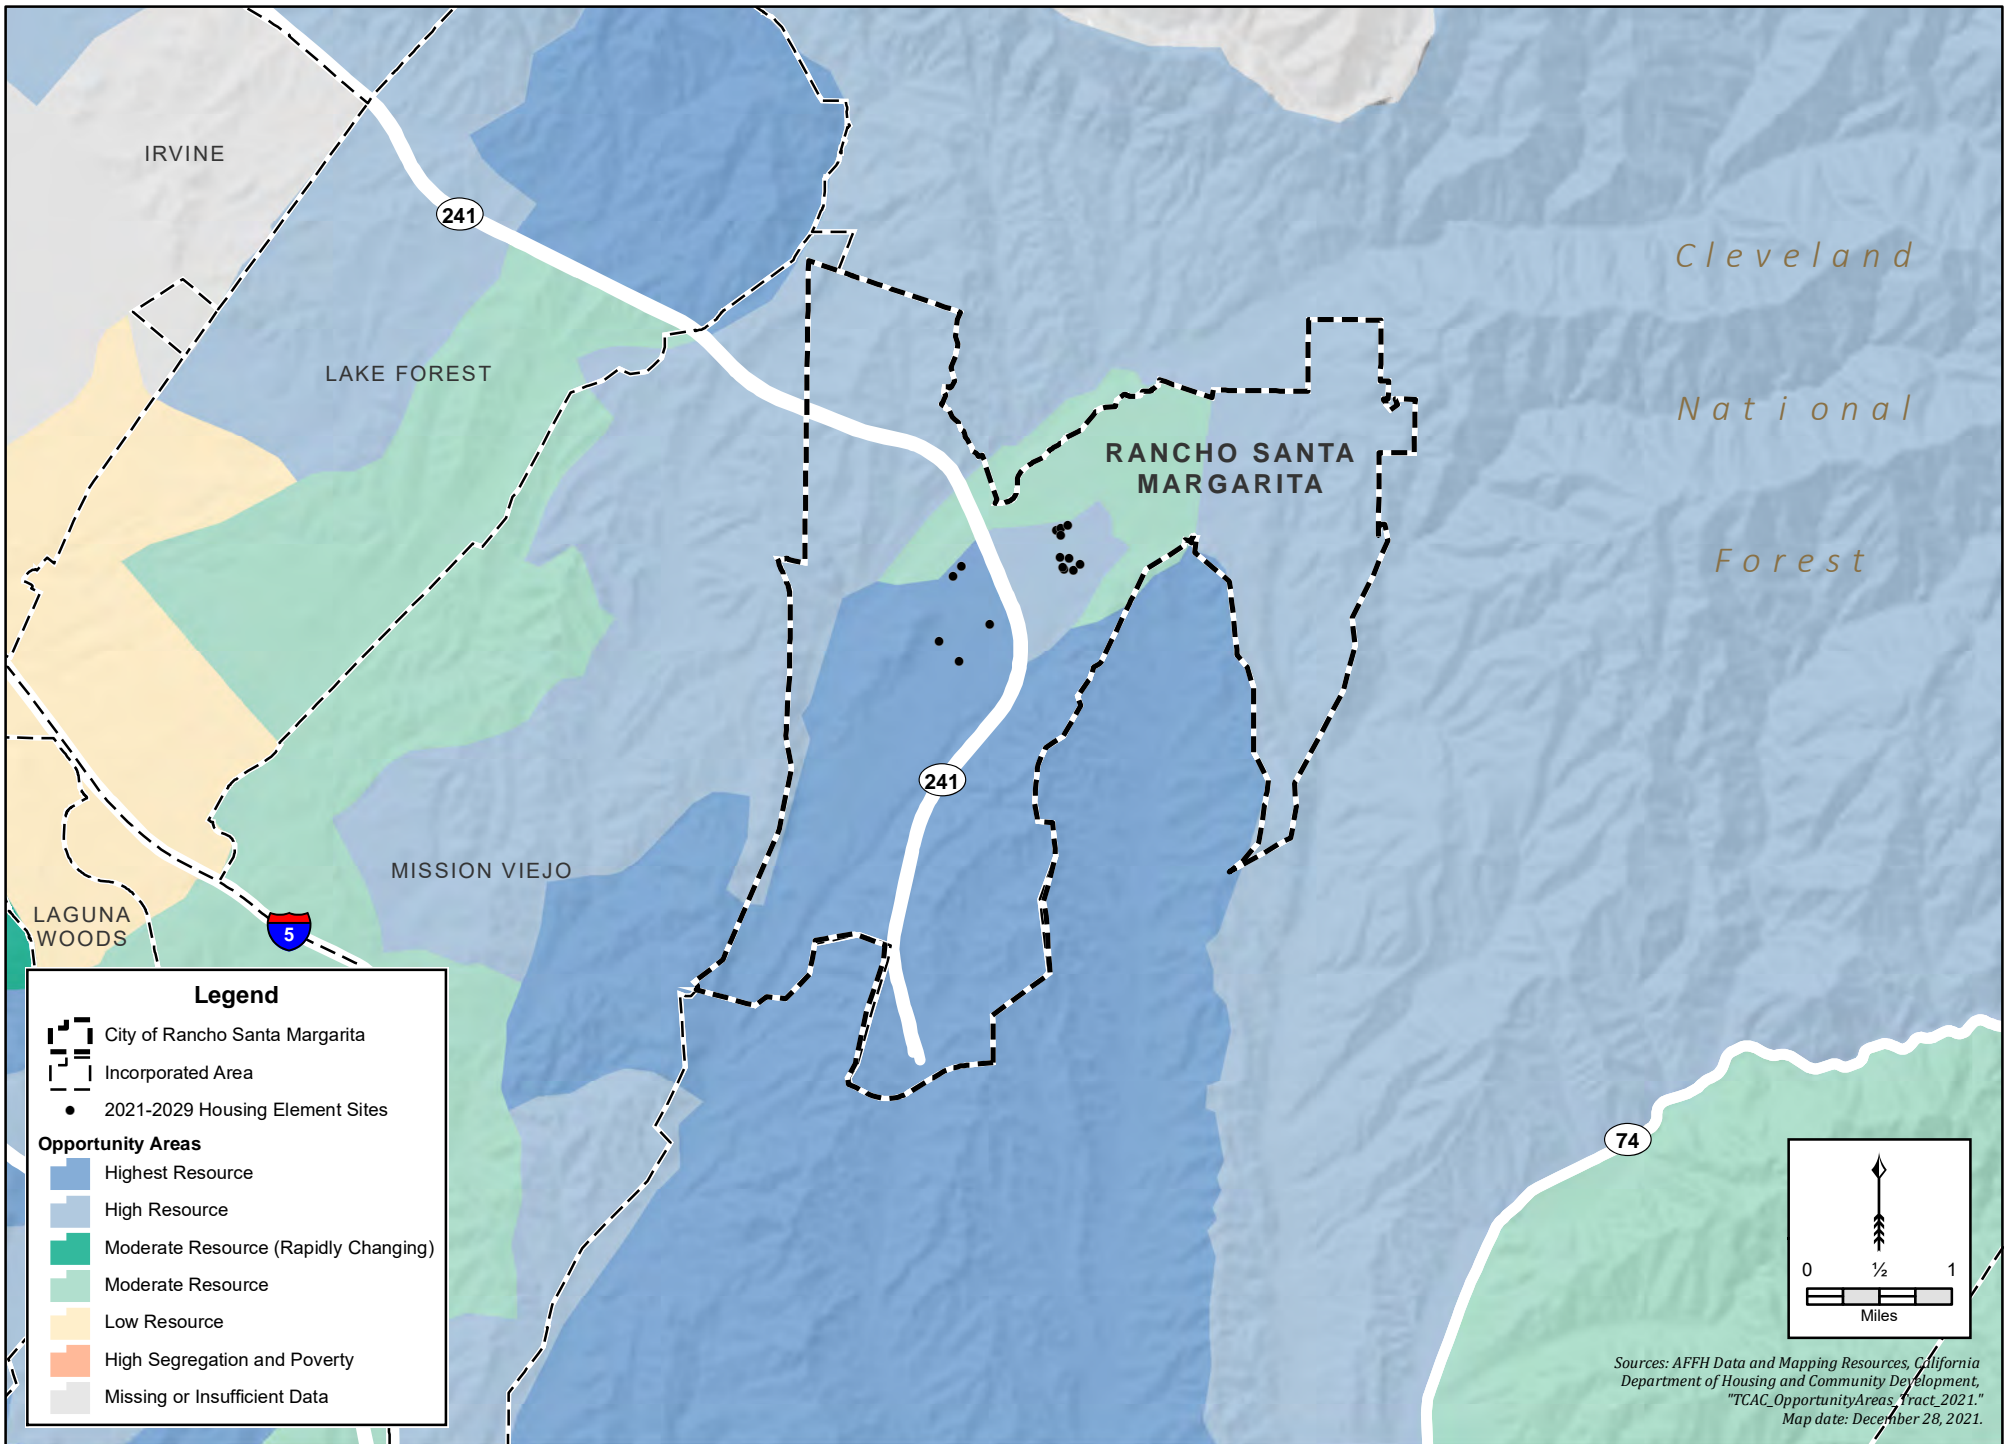 IRVINE
241
Cleveland
LAKE FOREST
National
RANCHO SANTA
MARGARITA
Forest
241
MISSION VIEJO
LAGUNA
WOODS
5
Legend
City of Rancho Santa Margarita
Incorporated Area
2021-2029 Housing Element Sites
Opportunity Areas
Highest Resource
High Resource
Moderate Resource (Rapidly Changing)
Moderate Resource
Low Resource
High Segregation and Poverty
Missing or Insufficient Data
74
0 ½ 1
Miles
Sources: AFFH Data and Mapping Resources, California
Department of Housing and Community Development,
"TCAC_OpportunityAreas_Tract_2021."
Map date: December 28, 2021.